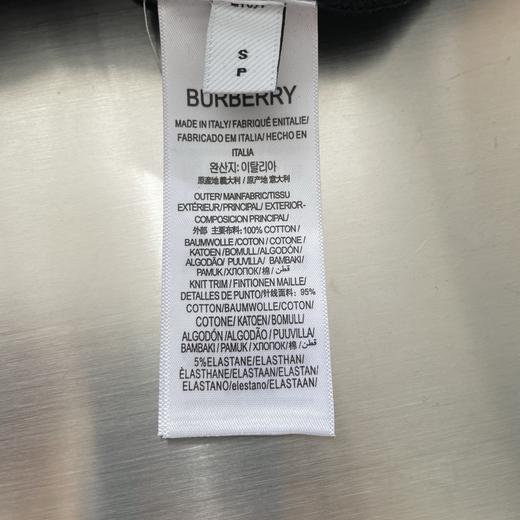 S
P
BURBERRY
MADE IN ITALY/ FABRIQUÉ ENITALIE/
FABRICADO EM ITALIA/ HECHO EN
ITALIA
완산지: 이탈리아
原産地義大利 / 原产地 意大利
OUTER/ MAINFABRIC/TISSU
EXTÉRIEUR/PRINCIPAL/ EXTERIOR-
COMPOSICION PRINCIPAL/
外部 主要布料: 100% COTTON/
BAUMWOLLE /COTON / COTONE/
KATOEN/ BOMULL/ ALGODÓN/
ALGODÃO/ PUUVILLA/ BAMBAKI/
PAMUK / ХЛОПОК/ 棉 / قطن/
KNIT TRIM / FINTIONEN MAILLE/
DETALLES DE PUNTO/针线面料: 95%
COTTON/BAUMWOLLE/COTON/
COTONE/ KATOEN/ BOMULL/
ALGODÓN /ALGODÃO/ PUUVILLA/
BAMBAKI / PAMUK / ХЛОПОК/棉 / قطن/
5%ELASTANE/ELASTHAN/
ÈLASTHANE/ELASTAAN/ELASTAN/
ELASTANO/elestano/ELASTAAN/